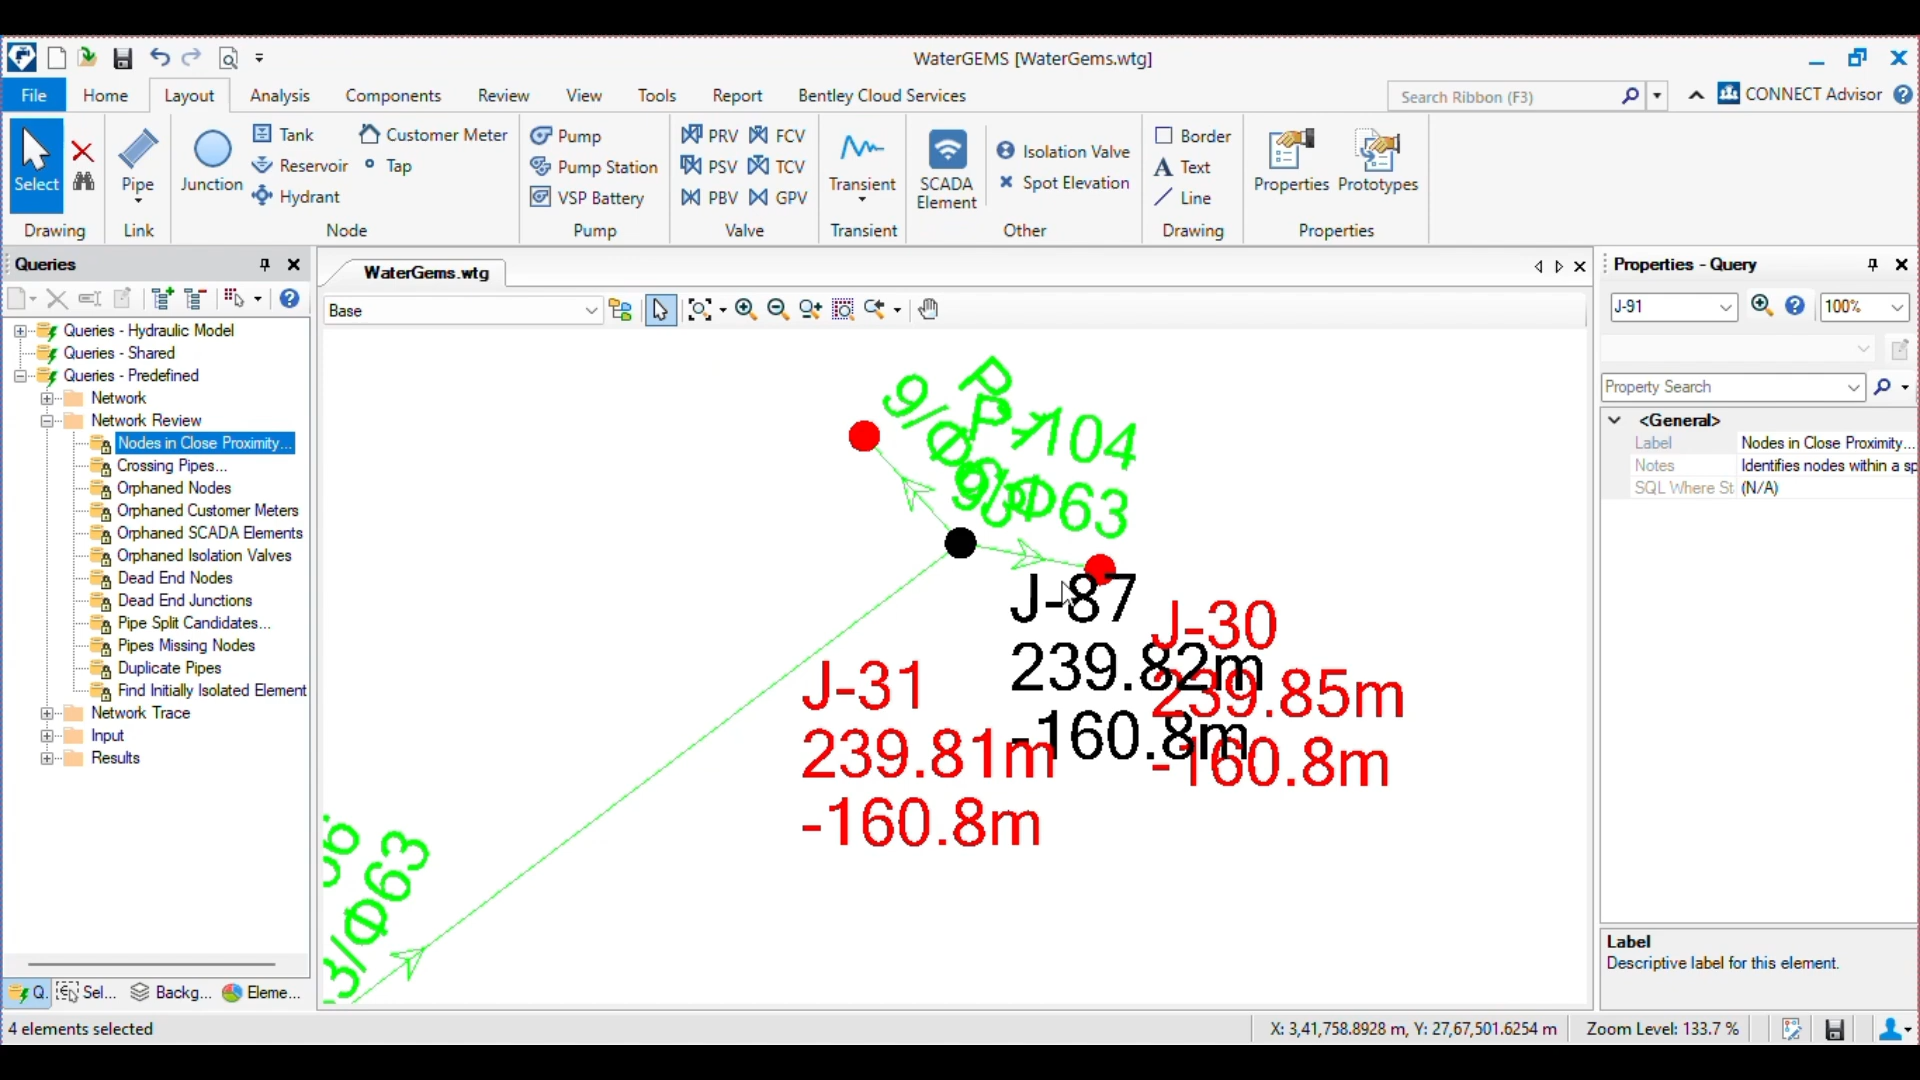 WaterGEMS [WaterGems.wtg]
File Home Layout Analysis Components Review View Tools Report Bentley Cloud Services
Search Ribbon (F3)
CONNECT Advisor
Select
Pipe
Junction
Tank
Reservoir
Hydrant
Customer Meter
Tap
Pump
Pump Station
VSP Battery
PRV FCV
PSV TCV
PBV GPV
Transient
SCADA
Element
Isolation Valve
Spot Elevation
Border
Text
Line
Properties
Prototypes
Drawing Link Node Pump Valve Transient Other Drawing Properties
Queries
Queries - Hydraulic Model
Queries - Shared
Queries - Predefined
Network
Network Review
Nodes in Close Proximity...
Crossing Pipes...
Orphaned Nodes
Orphaned Customer Meters
Orphaned SCADA Elements
Orphaned Isolation Valves
Dead End Nodes
Dead End Junctions
Pipe Split Candidates...
Pipes Missing Nodes
Duplicate Pipes
Find Initially Isolated Element
Network Trace
Input
Results
Q. Sel... Backg... Eleme...
WaterGems.wtg
Base
J-87
239.82m
-160.8m
J-30
239.85m
-160.8m
J-31
239.81m
-160.8m
3/Φ63
Properties - Query
J-91
100%
Property Search
<General>
Label Nodes in Close Proximity...
Notes Identifies nodes within a sp
SQL Where St (N/A)
Label
Descriptive label for this element.
4 elements selected
X: 3,41,758.8928 m, Y: 27,67,501.6254 m
Zoom Level: 133.7 %